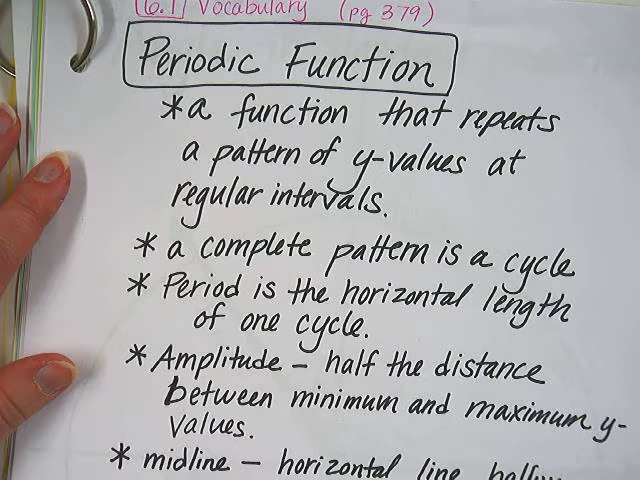 6.1 Vocabulary (pg 379)
Periodic Function
*a function that repeats
a pattern of y-values at
regular intervals.
* a complete pattern is a cycle
* Period is the horizontal length
of one cycle.
* Amplitude - half the distance
between minimum and maximum y-
values.
* midline - horizontal line